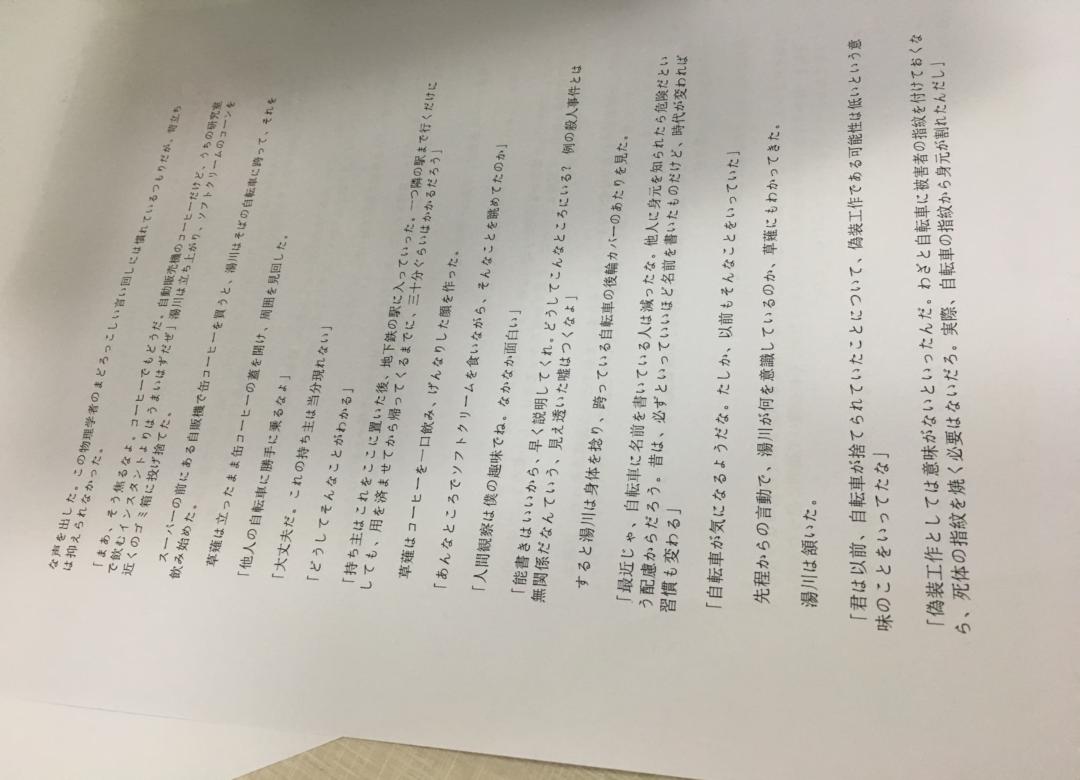 な声を出した。この物理学者のまどろっこしい言い回しには慣れているつもりだが、苛立ち
は抑えられなかった。
「まあ、そう焦るなよ。コーヒーでもどうだ。自動販売機のコーヒーだけど、うちの研究室
で飲むインスタントよりはうまいはずだぜ」湯川は立ち上がり、ソフトクリームのコーンを
近くのゴミ箱に投げ捨てた。
スーパーの前にある自販機で缶コーヒーを買うと、湯川はそばの自転車に跨って、それを
飲み始めた。
草薙は立ったまま缶コーヒーの蓋を開け、周囲を見回した。
「他人の自転車に勝手に乗るなよ」
「大丈夫だ。これの持ち主は当分現れない」
「どうしてそんなことがわかる」
「持ち主はこれをここに置いた後、地下鉄の駅に入っていった。一つ隣の駅まで行くだけに
しても、用を済ませてから帰ってくるまでに、三十分ぐらいはかかるだろう」
草薙はコーヒーを一口飲み、げんなりした顔を作った。
「あんなところでソフトクリームを食いながら、そんなことを眺めてたのか」
「人間観察は僕の趣味でね。なかなか面白い」
「能書きはいいから、早く説明してくれ。どうしてこんなところにいる？ 例の殺人事件とは
無関係だなんていう、見え透いた嘘はつくなよ」
すると湯川は身体を捻り、跨っている自転車の後輪カバーのあたりを見た。
「最近じゃ、自転車に名前を書いている人は減ったな。他人に身元を知られたら危険だとい
う配慮からだろう。昔は、必ずといっていいほど名前を書いたものだけど、時代が変われば
習慣も変わる」
「自転車が気になるようだな。たしか、以前もそんなことをいっていた」
先程からの言動で、湯川が何を意識しているのか、草薙にもわかってきた。
湯川は頷いた。
「君は以前、自転車が捨てられていたことについて、偽装工作である可能性は低いという意
味のことをいってたな」
「偽装工作としては意味がないといったんだ。わざと自転車に被害者の指紋を付けておくな
ら、死体の指紋を焼く必要はないだろ。実際、自転車の指紋から身元が割れたんだし」